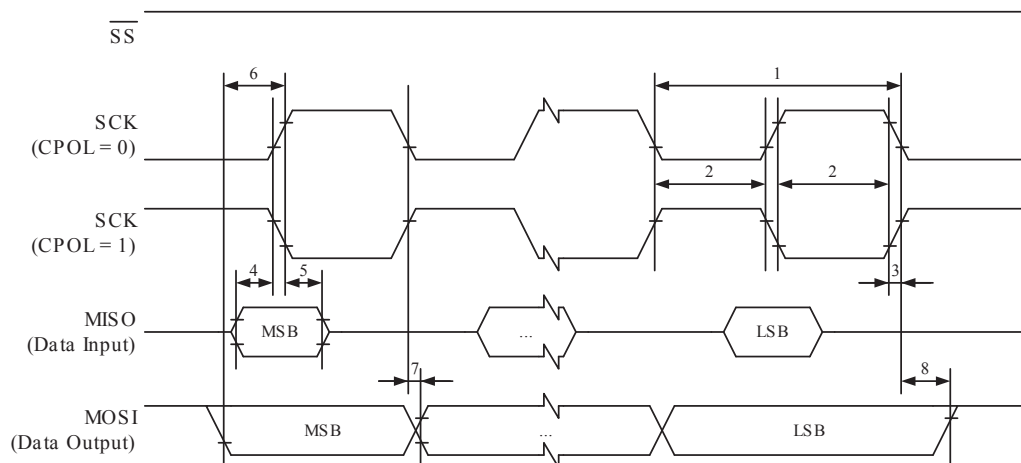 SS
6
1
SCK
(CPOL = 0)
2
2
SCK
(CPOL = 1)
4
5
3
MISO
(Data Input)
MSB
...
LSB
7
8
MOSI
(Data Output)
MSB
...
LSB